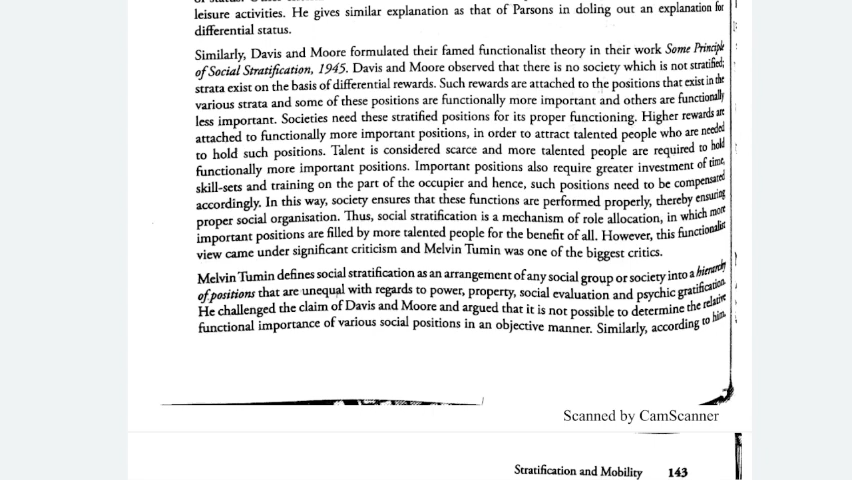 leisure activities. He gives similar explanation as that of Parsons in doling out an explanation for
differential status.
Similarly, Davis and Moore formulated their famed functionalist theory in their work Some Principle
of Social Stratification, 1945. Davis and Moore observed that there is no society which is not stratified;
strata exist on the basis of differential rewards. Such rewards are attached to the positions that exist in the
various strata and some of these positions are functionally more important and others are functionally
less important. Societies need these stratified positions for its proper functioning. Higher rewards are
attached to functionally more important positions, in order to attract talented people who are needed
to hold such positions. Talent is considered scarce and more talented people are required to hold
functionally more important positions. Important positions also require greater investment of time,
skill-sets and training on the part of the occupier and hence, such positions need to be compensated
accordingly. In this way, society ensures that these functions are performed properly, thereby ensuring
proper social organisation. Thus, social stratification is a mechanism of role allocation, in which more
important positions are filled by more talented people for the benefit of all. However, this functionalist
view came under significant criticism and Melvin Tumin was one of the biggest critics.
Melvin Tumin defines social stratification as an arrangement of any social group or society into a hierarchy
of positions that are unequal with regards to power, property, social evaluation and psychic gratification.
He challenged the claim of Davis and Moore and argued that it is not possible to determine the relative
functional importance of various social positions in an objective manner. Similarly, according to him,
Scanned by CamScanner
Stratification and Mobility 143